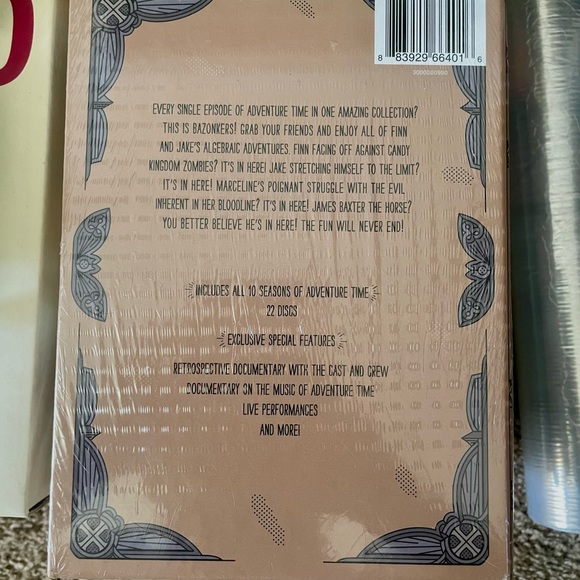 8 83929 66401 6
EVERY SINGLE EPISODE OF ADVENTURE TIME IN ONE AMAZING COLLECTION?
THIS IS BAZONKERS! GRAB YOUR FRIENDS AND ENJOY ALL OF FINN
AND JAKE'S ALGEBRAIC ADVENTURES. FINN FACING OFF AGAINST CANDY
KINGDOM ZOMBIES? IT'S IN HERE! JAKE STRETCHING HIMSELF TO THE LIMIT?
IT'S IN HERE! MARCELINE'S POIGNANT STRUGGLE WITH THE EVIL
INHERENT IN HER BLOODLINE? IT'S IN HERE! JAMES BAXTER THE HORSE?
YOU BETTER BELIEVE HE'S IN HERE! THE FUN WILL NEVER END!
INCLUDES ALL 10 SEASONS OF ADVENTURE TIME
22 DISCS
EXCLUSIVE SPECIAL FEATURES
RETROSPECTIVE DOCUMENTARY WITH THE CAST AND CREW
DOCUMENTARY ON THE MUSIC OF ADVENTURE TIME
LIVE PERFORMANCES
AND MORE!